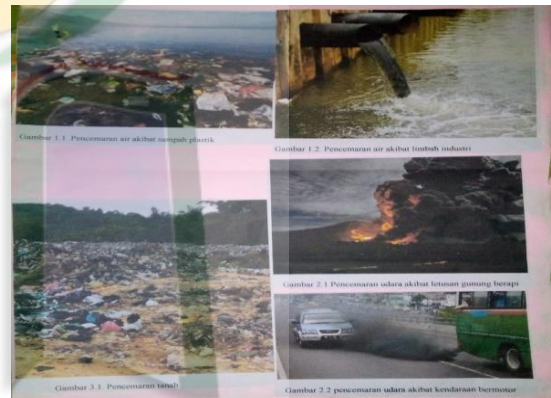 Gambar 1.1. Pencemaran air akibat sampah plastik
Gambar 1.2. Pencemaran air akibat limbah industri
Gambar 2.1 Pencemaran udara akibat letusan gunung berapi
Gambar 3.1. Pencemaran tanah
Gambar 2.2 pencemaran udara akibat kendaraan bermotor